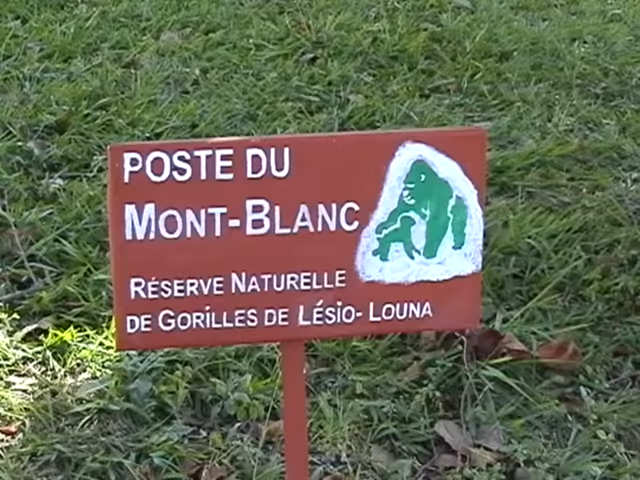 POSTE DU
MONT-BLANC
RÉSERVE NATURELLE
DE GORILLES DE LÉSiO-LOUNA